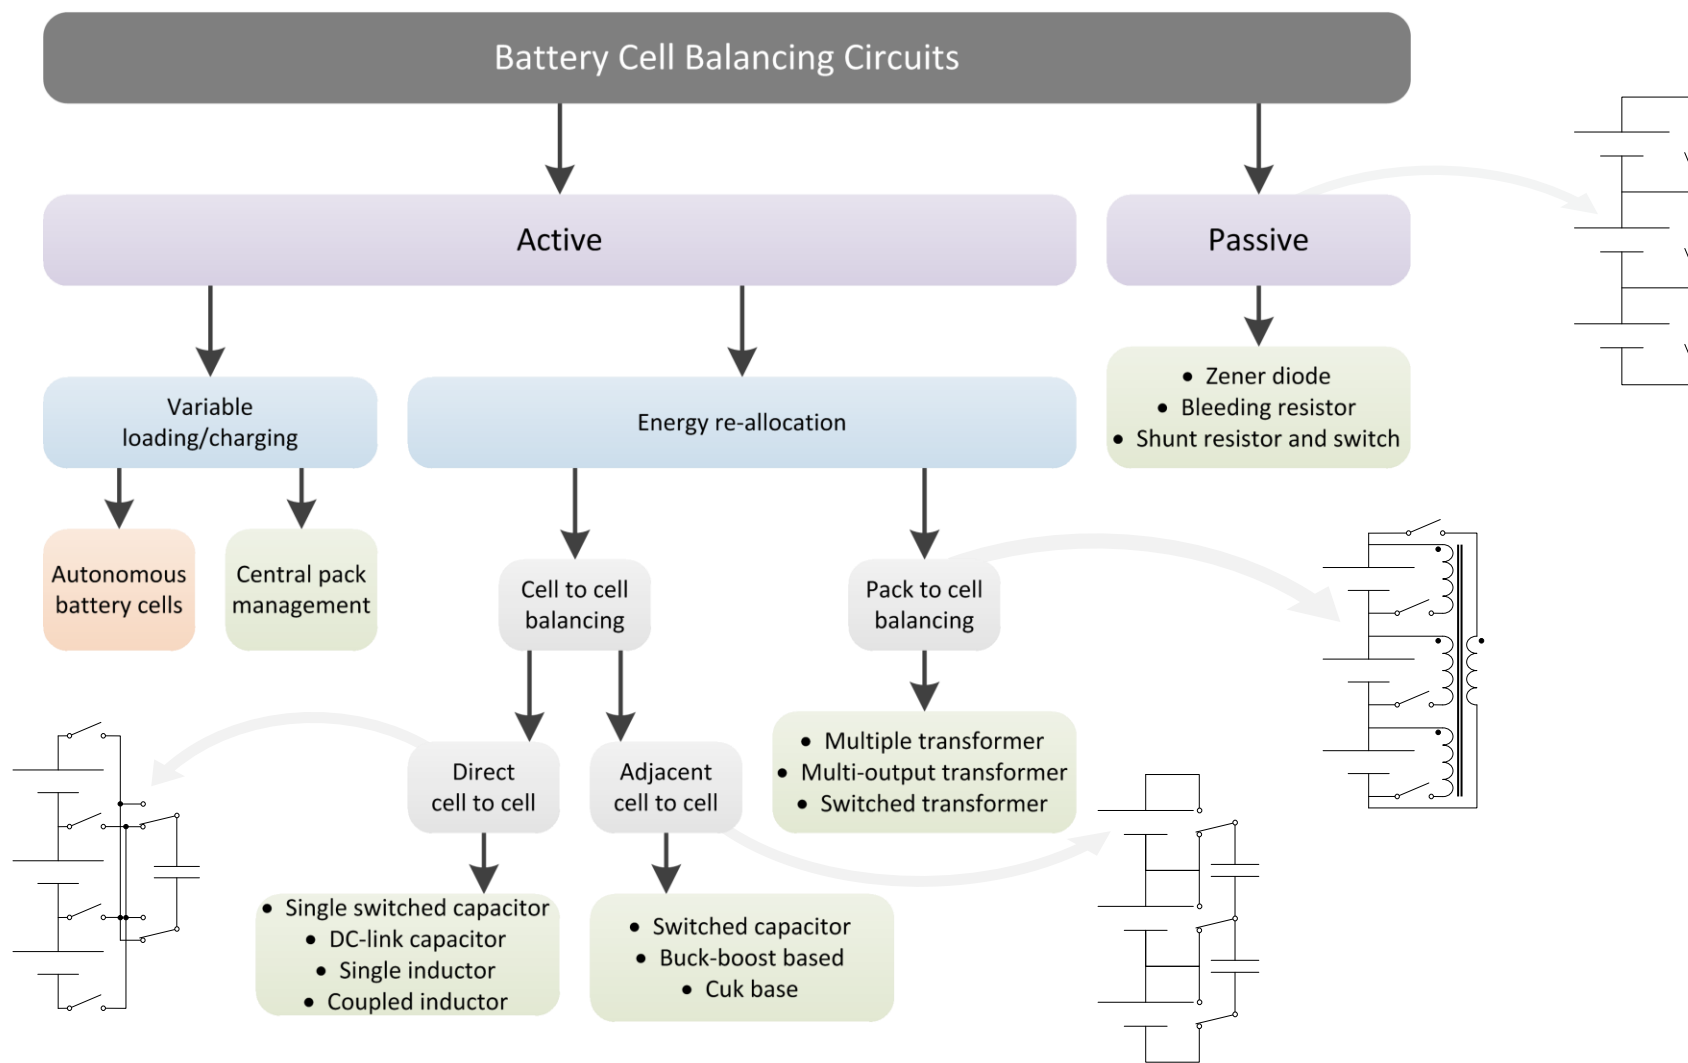 Battery Cell Balancing Circuits
Active
Passive
Variable
loading/charging
Energy re-allocation
• Zener diode
• Bleeding resistor
• Shunt resistor and switch
Autonomous
battery cells
Central pack
management
Cell to cell
balancing
Pack to cell
balancing
Direct
cell to cell
Adjacent
cell to cell
• Multiple transformer
• Multi-output transformer
• Switched transformer
• Single switched capacitor
• DC-link capacitor
• Single inductor
• Coupled inductor
• Switched capacitor
• Buck-boost based
• Cuk base